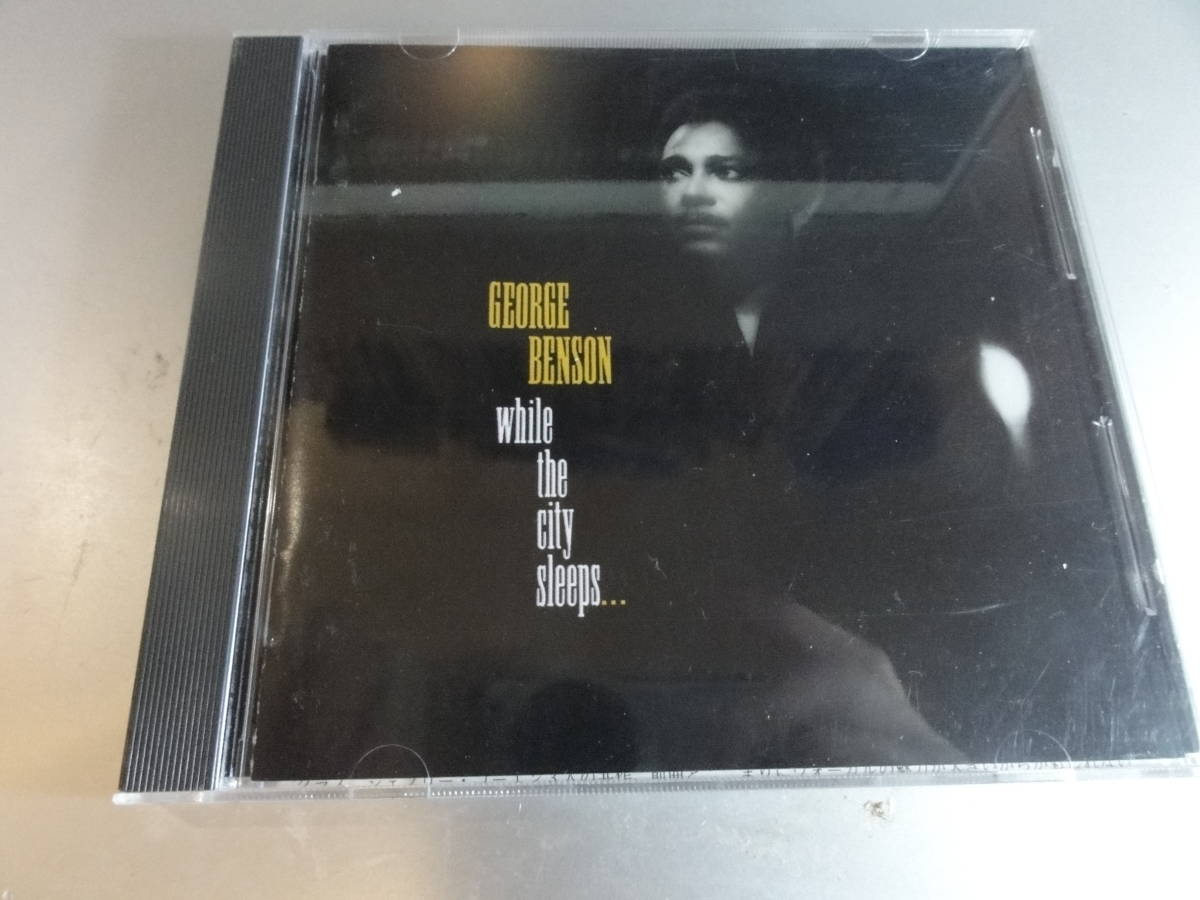 GEORGE
BENSON
while
the
city
sleeps...